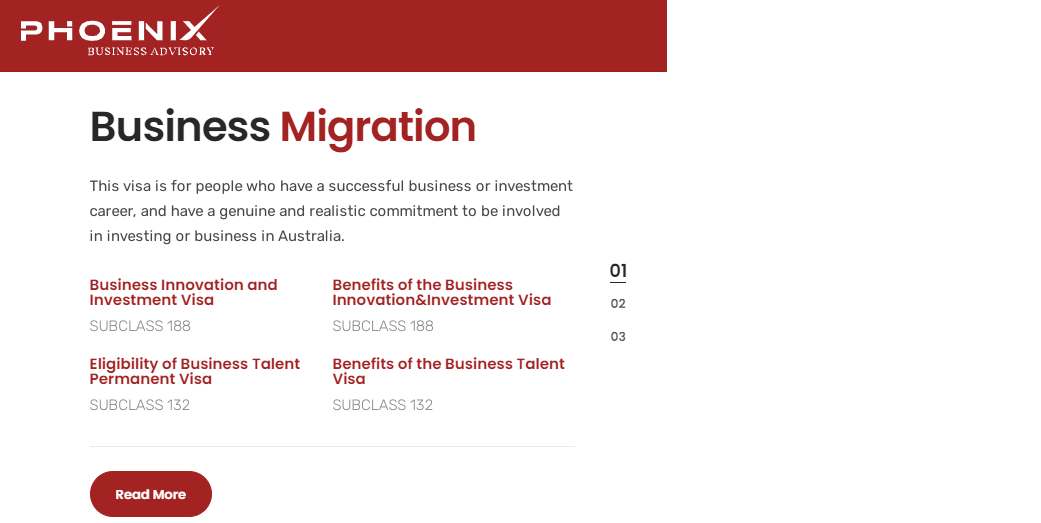 PHOENIX
BUSINESS ADVISORY
Business Migration
This visa is for people who have a successful business or investment
career, and have a genuine and realistic commitment to be involved
in investing or business in Australia.
Business Innovation and
Investment Visa
SUBCLASS 188
Benefits of the Business
Innovation&Investment Visa
SUBCLASS 188
Eligibility of Business Talent
Permanent Visa
SUBCLASS 132
Benefits of the Business Talent
Visa
SUBCLASS 132
01
02
03
Read More